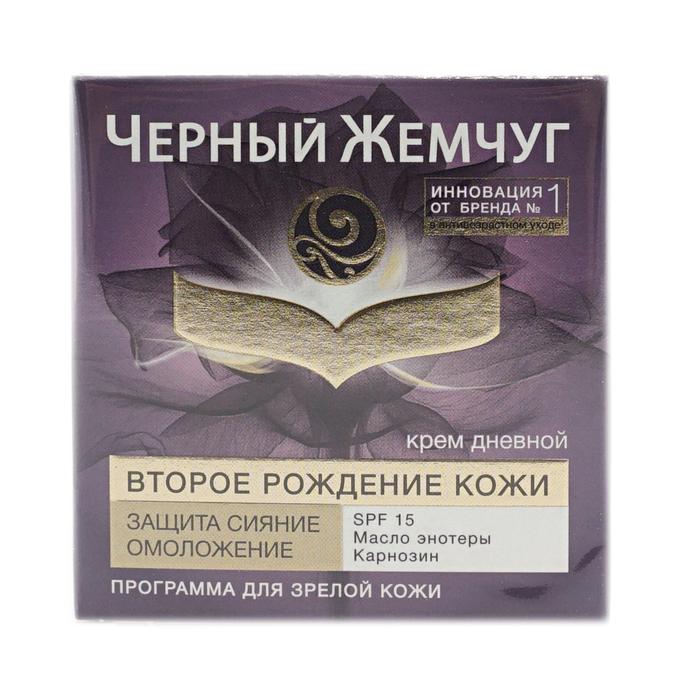 ЧЕРНЫЙ ЖЕМЧУГ
ИННОВАЦИЯ
ОТ БРЕНДА № 1
в антивозрастном уходе
крем дневной
ВТОРОЕ РОЖДЕНИЕ КОЖИ
ЗАЩИТА СИЯНИЕ
ОМОЛОЖЕНИЕ
SPF 15
Масло энотеры
Карнозин
ПРОГРАММА ДЛЯ ЗРЕЛОЙ КОЖИ